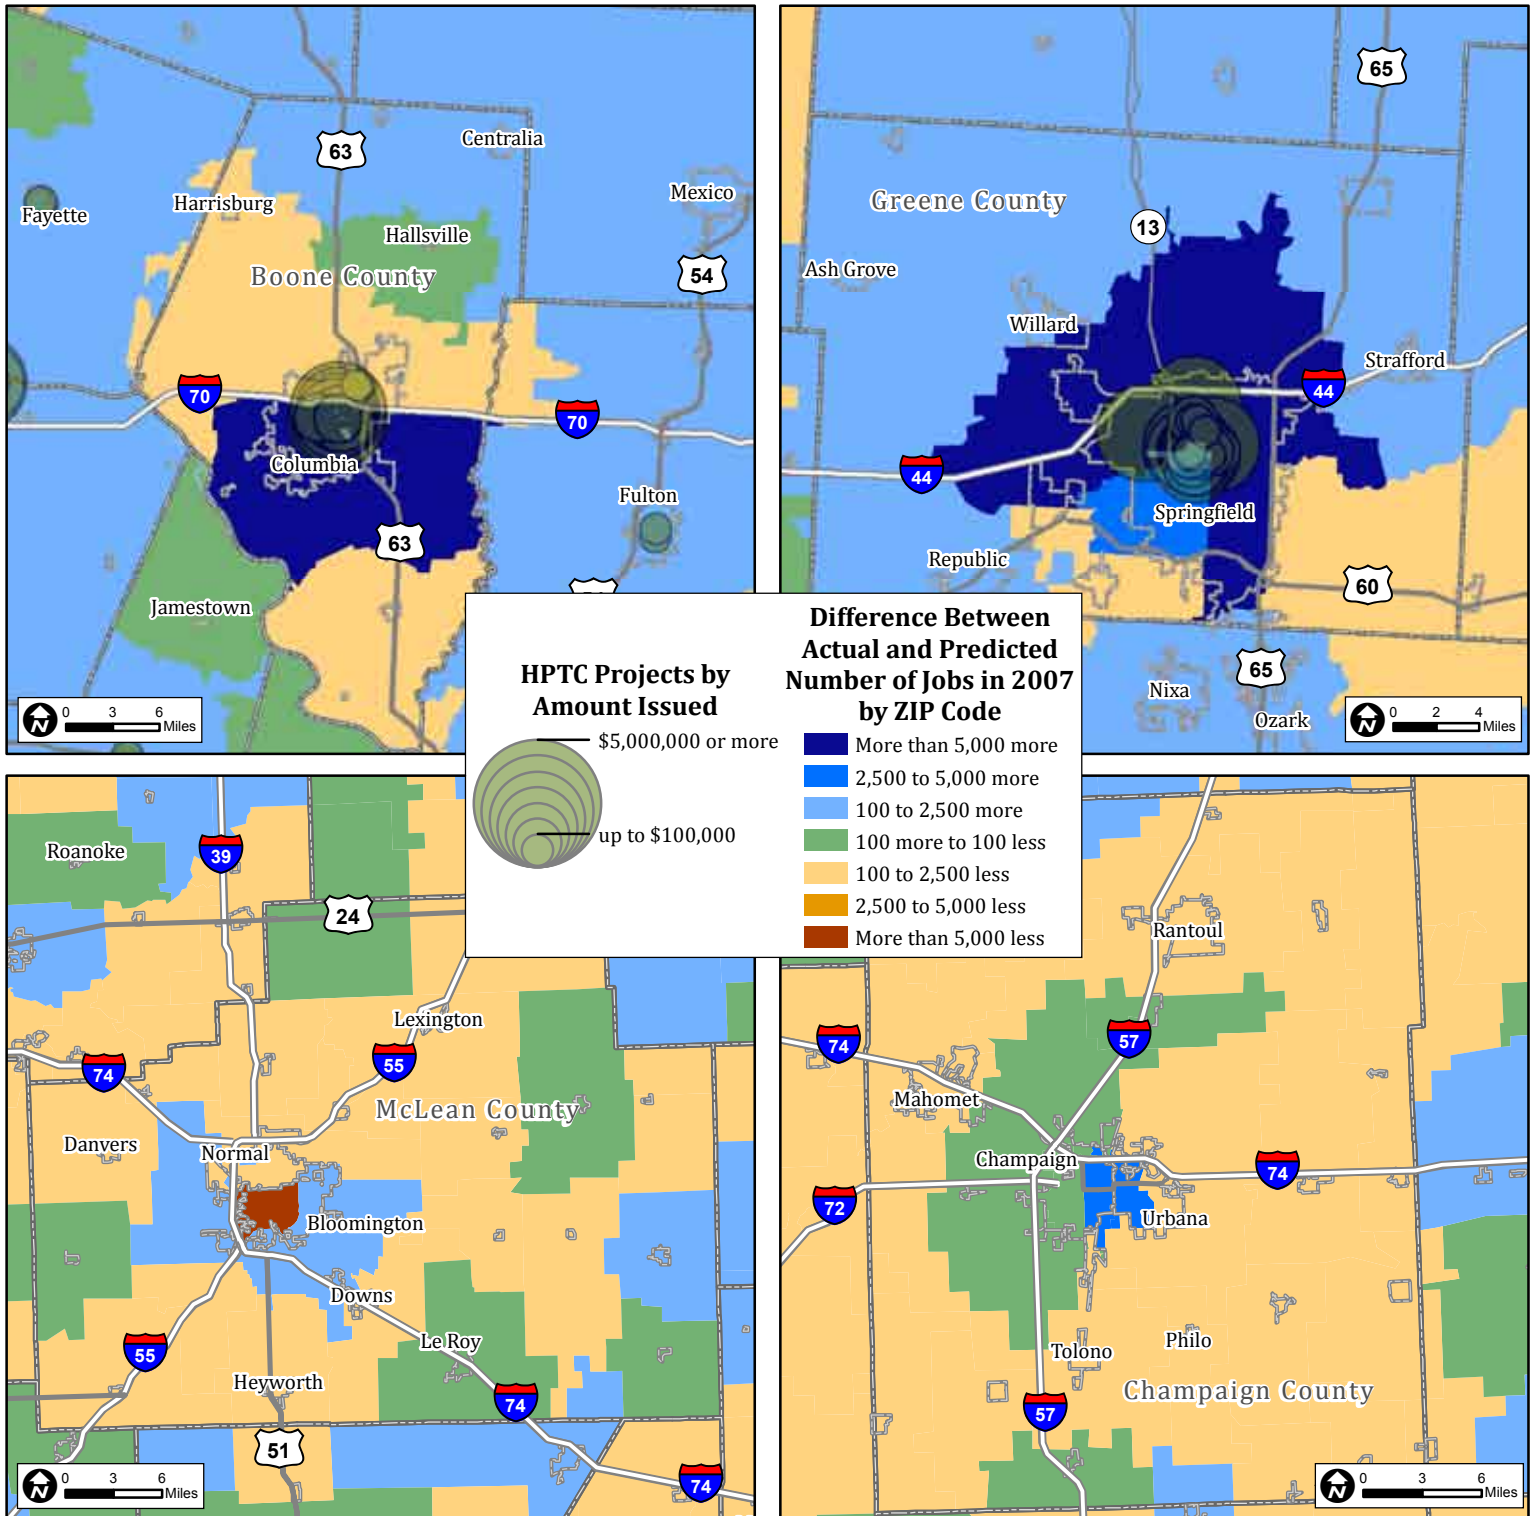 63
Centralia
Harrisburg
Mexico
Fayette
Hallsville
Boone County
54
70
70
Columbia
Fulton
63
Jamestown
0 3 6
Miles
N
65
Greene County
13
Ash Grove
Willard
Strafford
44
44
Springfield
Republic
60
65
Nixa
Ozark
0 2 4
Miles
N
HPTC Projects by
Amount Issued
$5,000,000 or more
up to $100,000
Difference Between
Actual and Predicted
Number of Jobs in 2007
by ZIP Code
More than 5,000 more
2,500 to 5,000 more
100 to 2,500 more
100 more to 100 less
100 to 2,500 less
2,500 to 5,000 less
More than 5,000 less
Roanoke
39
24
Lexington
55
74
McLean County
Danvers
Normal
Bloomington
Downs
Le Roy
55
Heyworth
74
51
74
0 3 6
Miles
N
Rantoul
57
74
Mahomet
Champaign
74
72
Urbana
Philo
Tolono
Champaign County
57
0 3 6
Miles
N